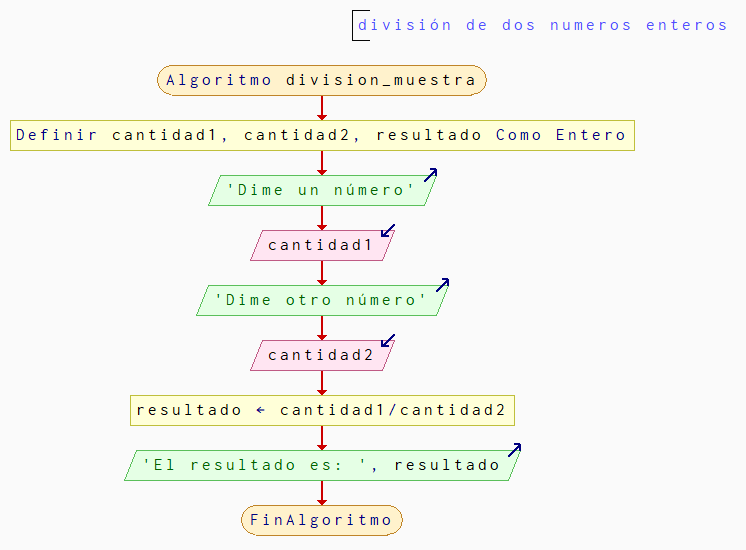 división de dos numeros enteros
Algoritmo division_muestra
Definir cantidad1, cantidad2, resultado Como Entero
'Dime un número'
cantidad1
'Dime otro número'
cantidad2
resultado ← cantidad1/cantidad2
'El resultado es: ', resultado
FinAlgoritmo